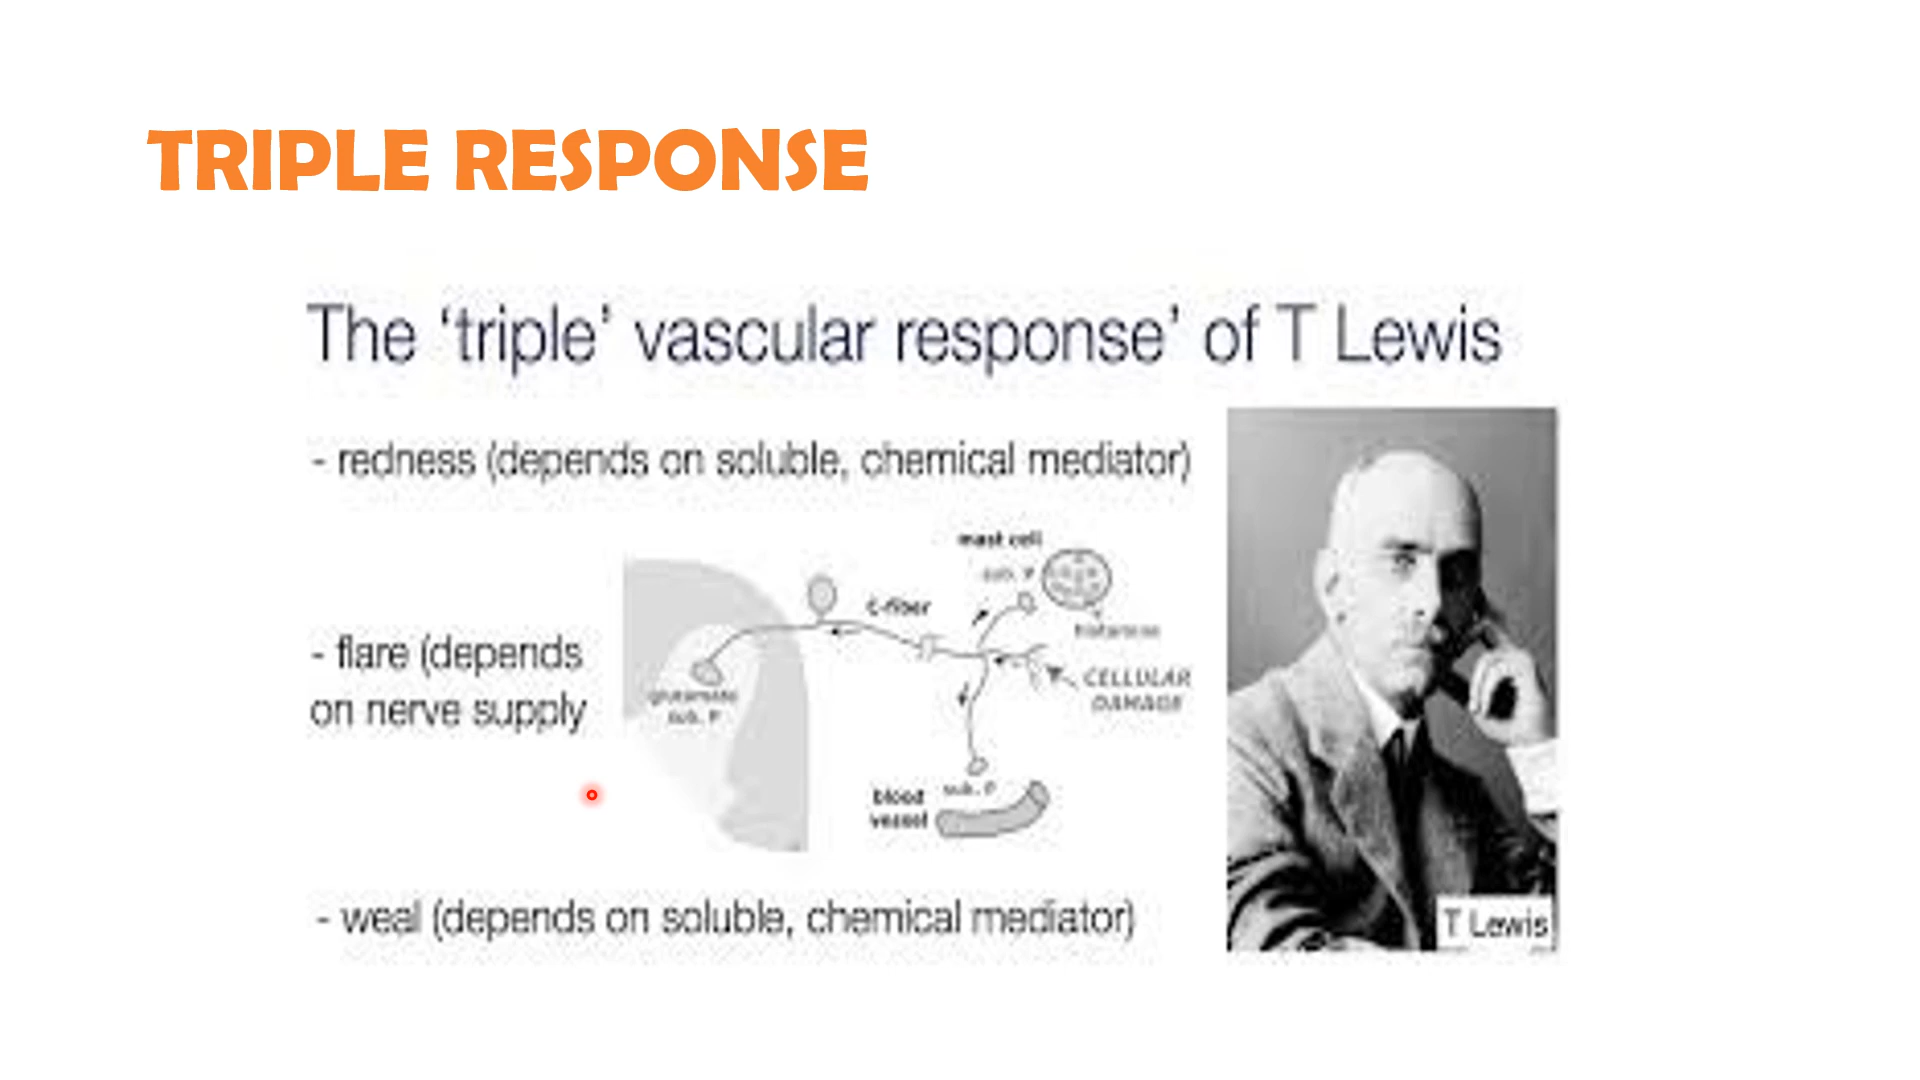 TRIPLE RESPONSE
The ‘triple’ vascular response’ of T Lewis
- redness (depends on soluble, chemical mediator)
mast cell
sub. P
C-fiber
histamine
- flare (depends
on nerve supply
glutamate
sub. P
CELLULAR
DAMAGE
sub. P
blood
vessel
- weal (depends on soluble, chemical mediator)
T Lewis